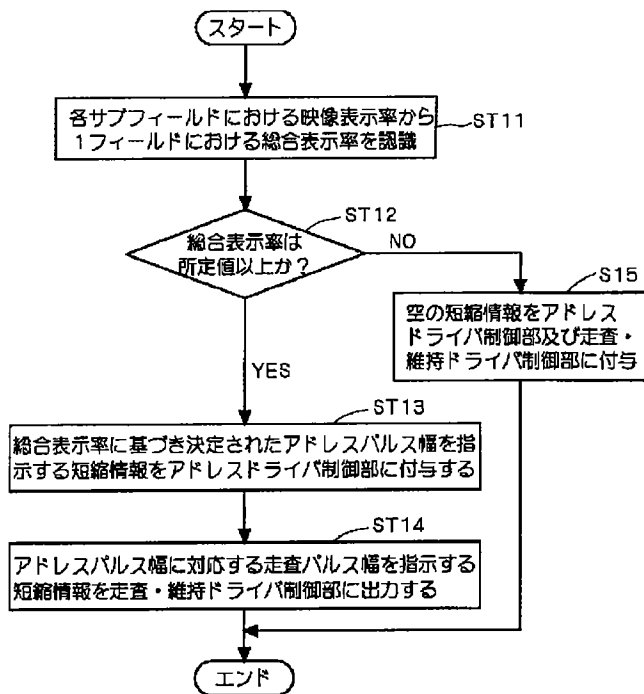 スタート
各サブフィールドにおける映像表示率から
1フィールドにおける総合表示率を認識
ST11
ST12
総合表示率は
所定値以上か？
NO
S15
空の短縮情報をアドレス
ドライバ制御部及び走査・
維持ドライバ制御部に付与
YES
ST13
総合表示率に基づき決定されたアドレスパルス幅を指
示する短縮情報をアドレスドライバ制御部に付与する
ST14
アドレスパルス幅に対応する走査パルス幅を指示する
短縮情報を走査・維持ドライバ制御部に出力する
エンド